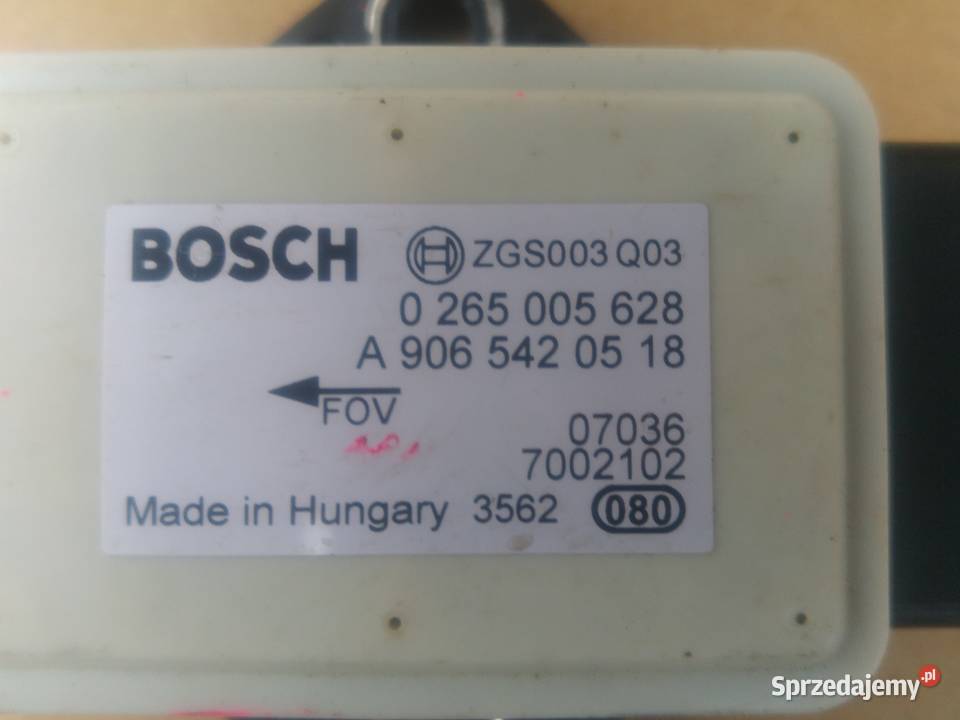 BOSCH H ZGS003 Q03
0 265 005 628
A 906 542 05 18
FOV
07036
7002102
Made in Hungary 3562 080
Sprzedajemy.pl